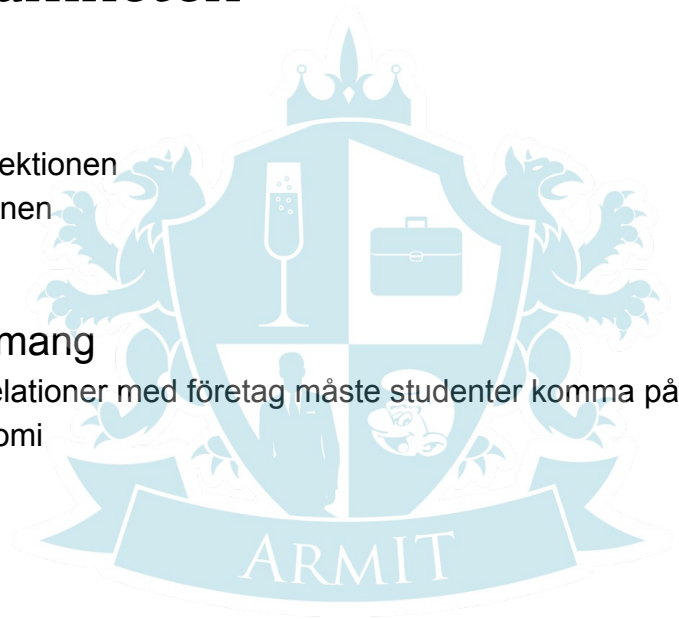 ektionen
nen
mang
elationer med företag måste studenter komma på
omi
ARMIT